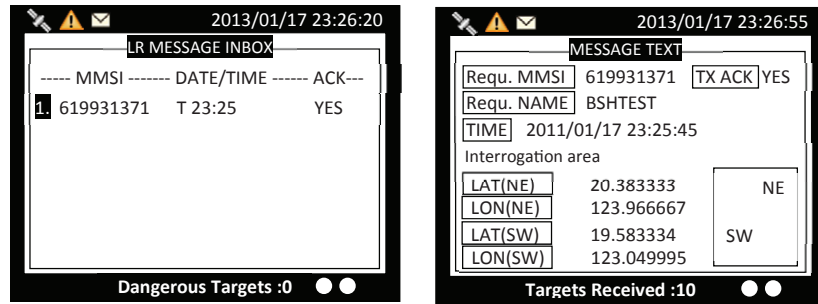 2013/01/17 23:26:20
LR MESSAGE INBOX
----- MMSI ------- DATE/TIME ------ ACK---
1. 619931371 T 23:25 YES
Dangerous Targets :0
2013/01/17 23:26:55
MESSAGE TEXT
Requ. MMSI 619931371 TX ACK YES
Requ. NAME BSHTEST
TIME 2011/01/17 23:25:45
Interrogation area
LAT(NE) 20.383333 NE
LON(NE) 123.966667
LAT(SW) 19.583334 SW
LON(SW) 123.049995
Targets Received :10